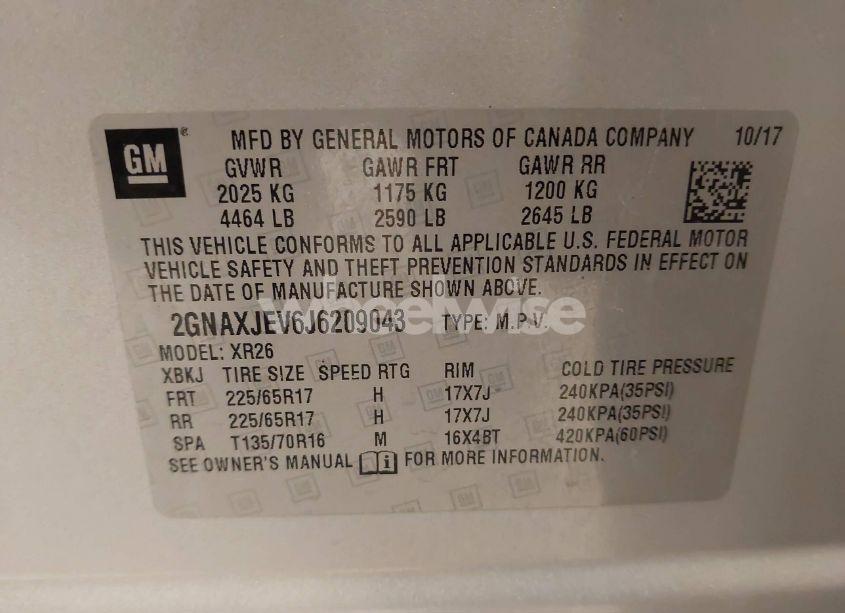 GM ® MFD BY GENERAL MOTORS OF CANADA COMPANY 10/17
GVWR GAWR FRT GAWR RR
2025 KG 1175 KG 1200 KG
4464 LB 2590 LB 2645 LB
THIS VEHICLE CONFORMS TO ALL APPLICABLE U.S. FEDERAL MOTOR
VEHICLE SAFETY AND THEFT PREVENTION STANDARDS IN EFFECT ON
THE DATE OF MANUFACTURE SHOWN ABOVE.
wheelwise
2GNAXJEV6J6209043 TYPE: M.P.V.
MODEL: XR26
XBKJ TIRE SIZE SPEED RTG RIM COLD TIRE PRESSURE
FRT 225/65R17 H 17X7J 240KPA(35PSI)
RR 225/65R17 H 17X7J 240KPA(35PSI)
SPA T135/70R16 M 16X4BT 420KPA(60PSI)
SEE OWNER'S MANUAL FOR MORE INFORMATION.